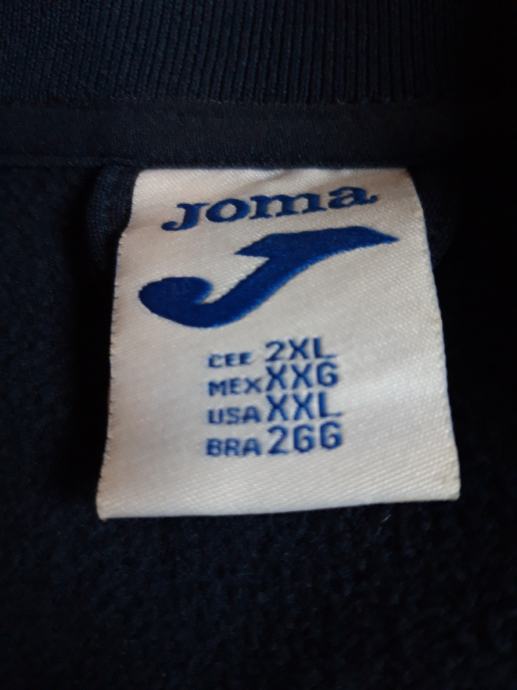 Joma
CEE 2XL
MEX XXG
USA XXL
BRA 2GG